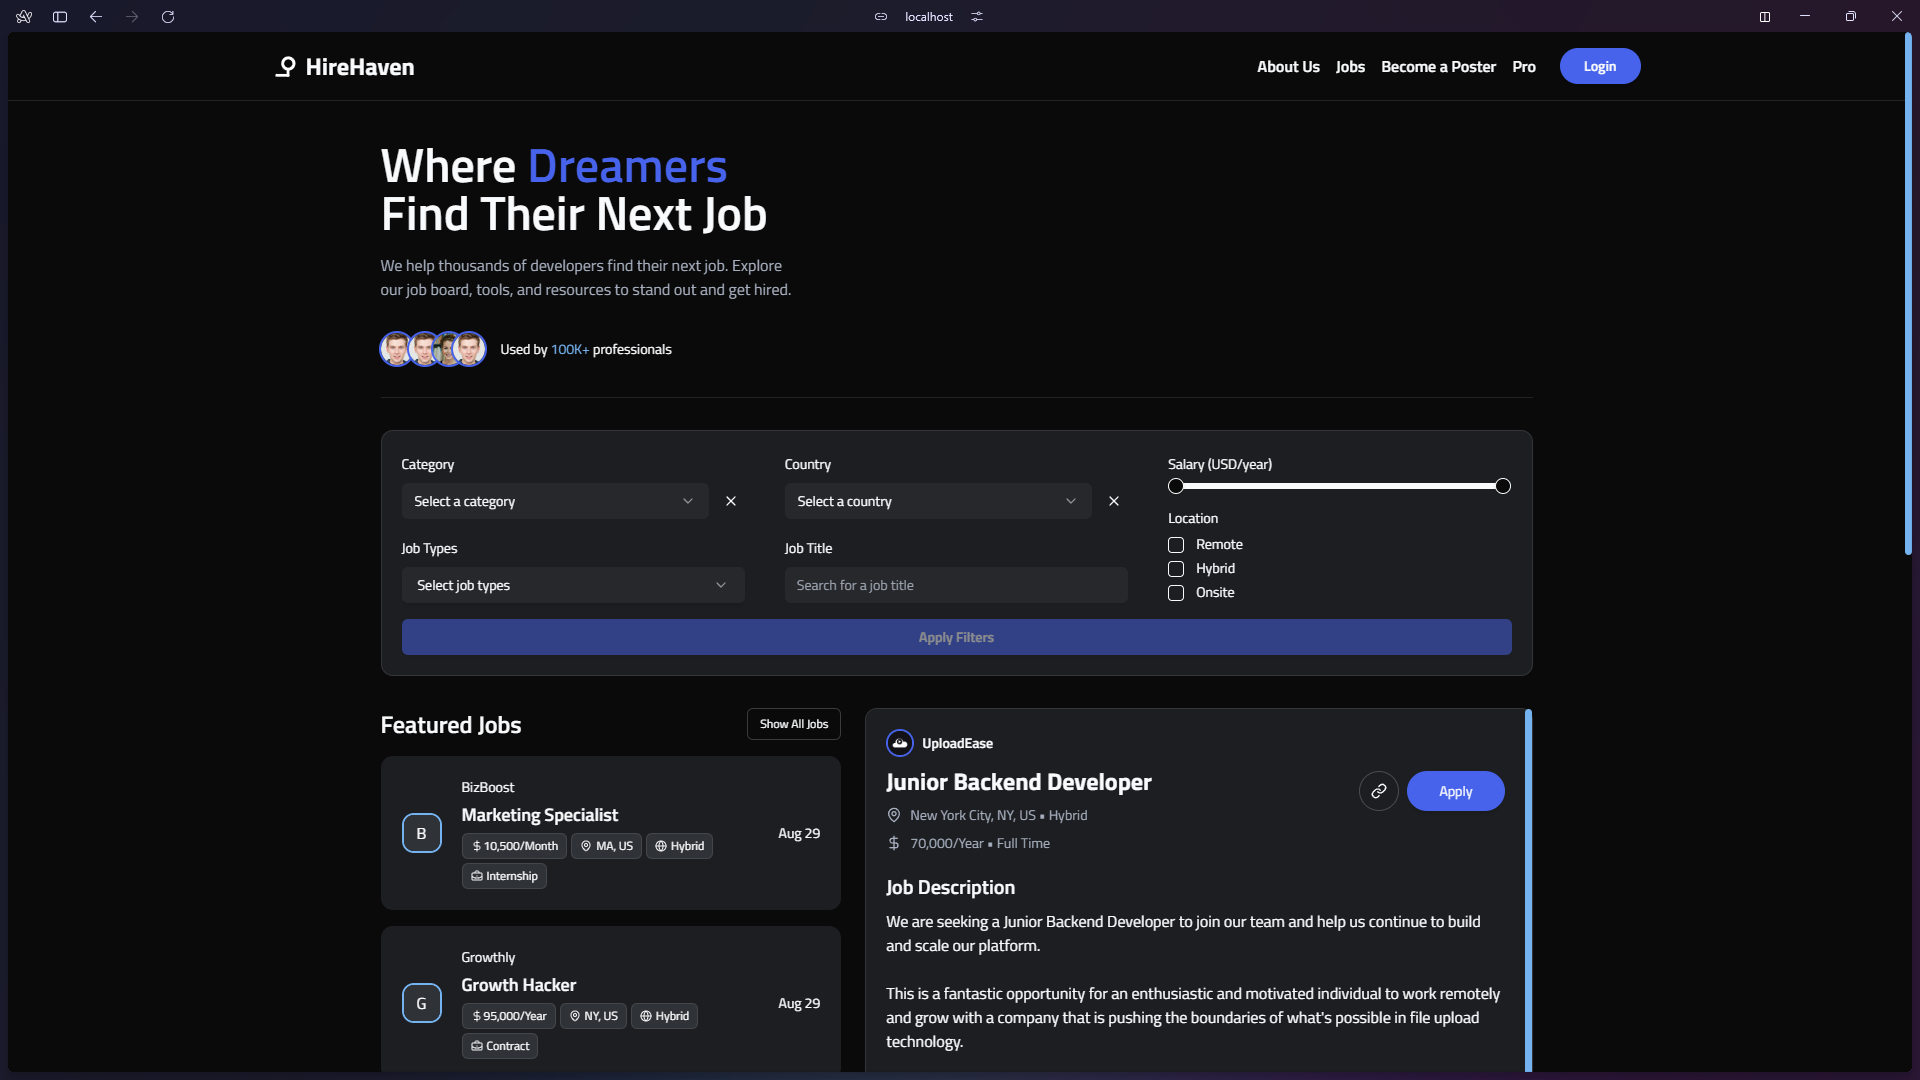 localhost
HireHaven
About Us Jobs Become a Poster Pro Login
Where Dreamers
Find Their Next Job
We help thousands of developers find their next job. Explore
our job board, tools, and resources to stand out and get hired.
Used by 100K+ professionals
Category
Select a category
Country
Select a country
Salary (USD/year)
Job Types
Select job types
Job Title
Search for a job title
Location
Remote
Hybrid
Onsite
Apply Filters
Featured Jobs
Show All Jobs
B
BizBoost
Marketing Specialist
$ 10,500/Month MA, US Hybrid
Internship
Aug 29
G
Growthly
Growth Hacker
$ 95,000/Year NY, US Hybrid
Contract
Aug 29
UploadEase
Junior Backend Developer
New York City, NY, US • Hybrid
$ 70,000/Year • Full Time
Apply
Job Description
We are seeking a Junior Backend Developer to join our team and help us continue to build
and scale our platform.
This is a fantastic opportunity for an enthusiastic and motivated individual to work remotely
and grow with a company that is pushing the boundaries of what's possible in file upload
technology.